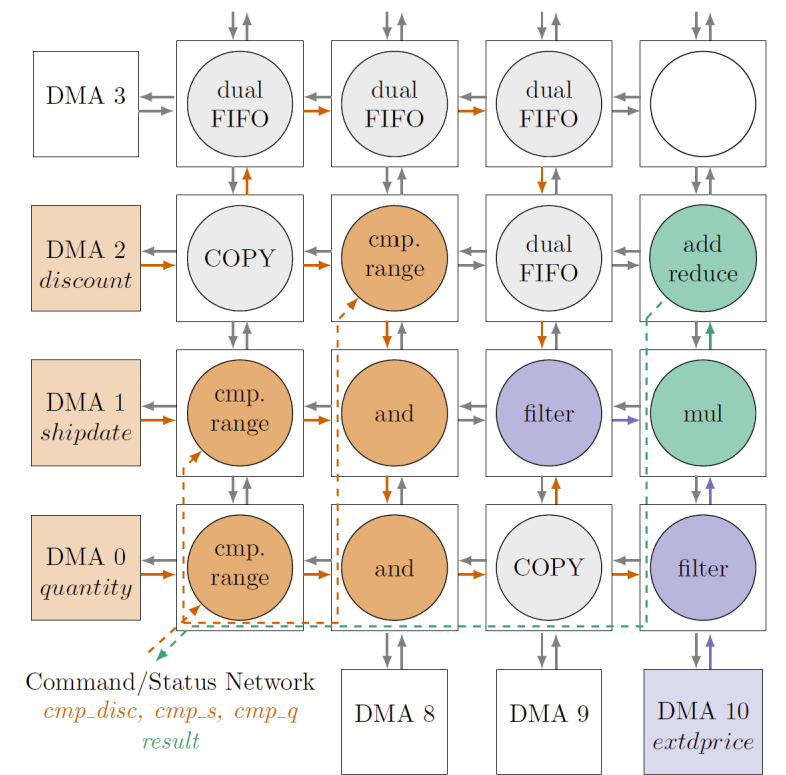 DMA 3
dual
FIFO
dual
FIFO
dual
FIFO
DMA 2
discount
COPY
cmp.
range
dual
FIFO
add
reduce
DMA 1
shipdate
cmp.
range
and
filter
mul
DMA 0
quantity
cmp.
range
and
COPY
filter
Command/Status Network
cmp_disc, cmp_s, cmp_q
result
DMA 8
DMA 9
DMA 10
extdprice